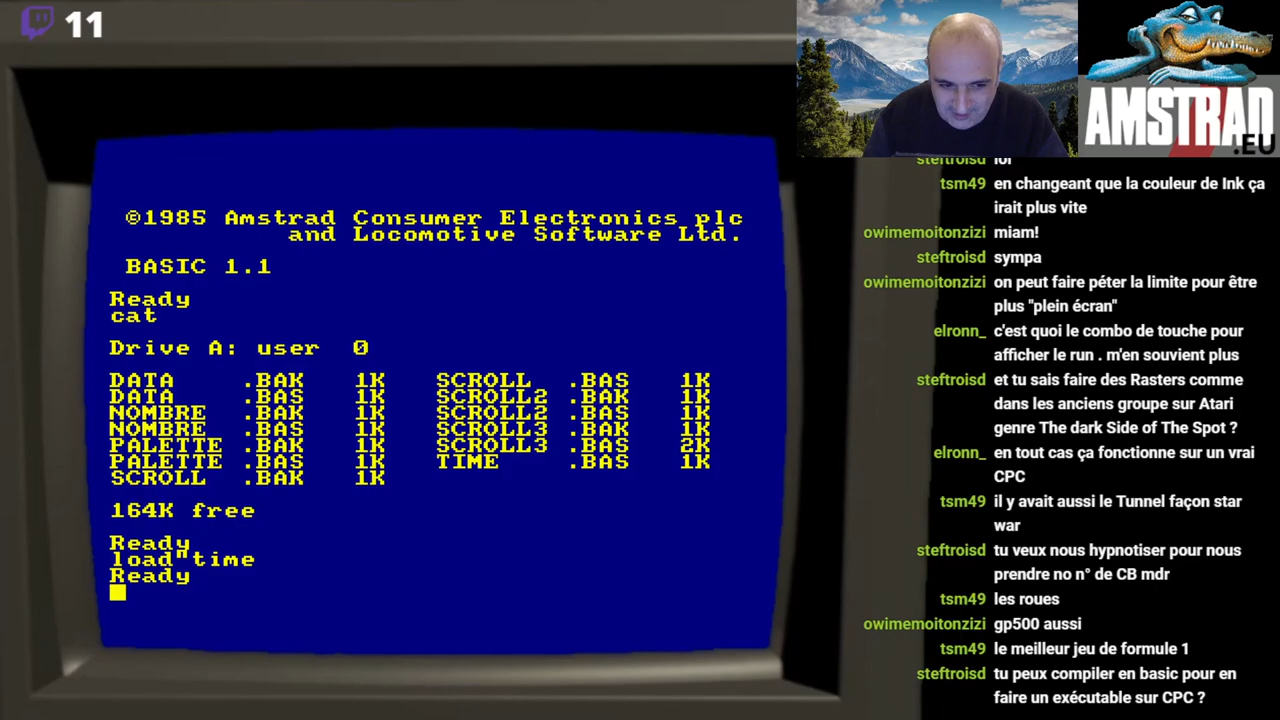 11
©1985 Amstrad Consumer Electronics plc
and Locomotive Software Ltd.
BASIC 1.1
Ready
cat
Drive A: user 0
DATA .BAK 1K SCROLL .BAS 1K
DATA .BAS 1K SCROLL2 .BAK 1K
NOMBRE .BAK 1K SCROLL2 .BAS 1K
NOMBRE .BAS 1K SCROLL3 .BAK 1K
PALETTE .BAK 1K SCROLL3 .BAS 2K
PALETTE .BAS 1K TIME .BAS 1K
SCROLL .BAK 1K
164K free
Ready
load"time
Ready
AMSTRAD
.EU
steftroisd lol
tsm49 en changeant que la couleur de Ink ça
irait plus vite
owimemoitonzizi miam!
steftroisd sympa
owimemoitonzizi on peut faire péter la limite pour être
plus "plein écran"
elronn_ c'est quoi le combo de touche pour
afficher le run . m'en souvient plus
steftroisd et tu sais faire des Rasters comme
dans les anciens groupe sur Atari
genre The dark Side of The Spot ?
elronn_ en tout cas ça fonctionne sur un vrai
CPC
tsm49 il y avait aussi le Tunnel façon star
war
steftroisd tu veux nous hypnotiser pour nous
prendre no n° de CB mdr
tsm49 les roues
owimemoitonzizi gp500 aussi
tsm49 le meilleur jeu de formule 1
steftroisd tu peux compiler en basic pour en
faire un exécutable sur CPC ?